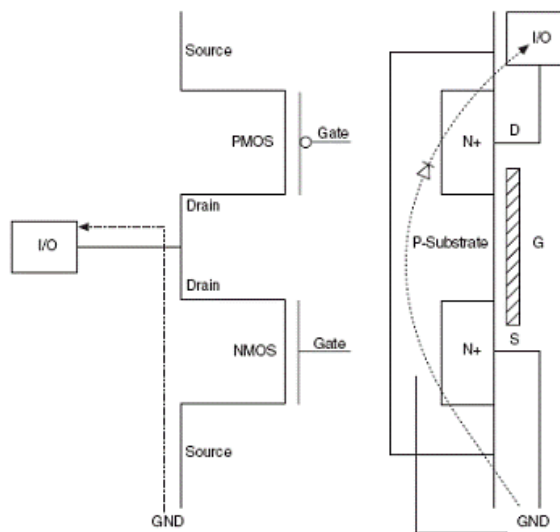 Source
PMOS
Gate
Drain
I/O
Drain
NMOS
Gate
Source
GND
I/O
N+
D
P-Substrate
G
N+
S
GND